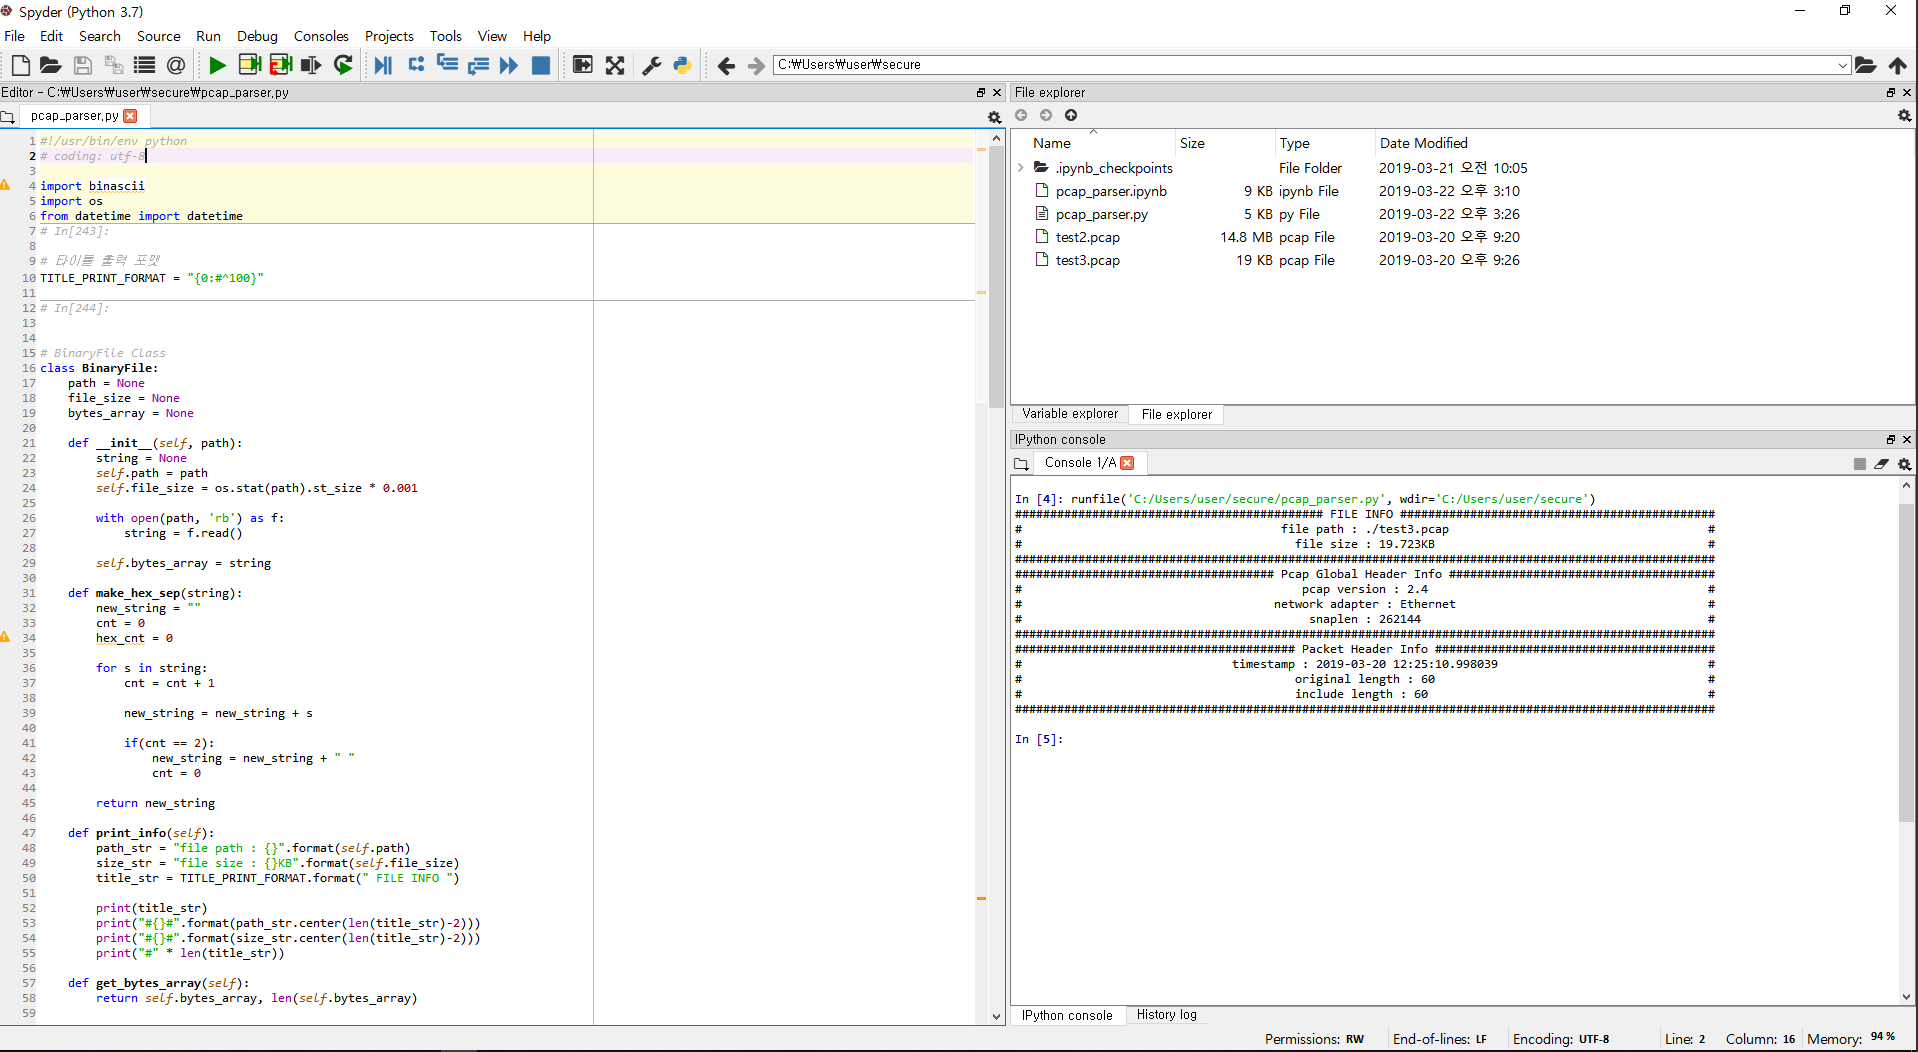 Spyder (Python 3.7)
File Edit Search Source Run Debug Consoles Projects Tools View Help
C:₩Users₩user₩secure
Editor - C:₩Users₩user₩secure₩pcap_parser.py
pcap_parser.py
1 #!/usr/bin/env python
2 # coding: utf-8
3
4 import binascii
5 import os
6 from datetime import datetime
7 # In[243]:
8
9 # 타이틀 출력 포맷
10 TITLE_PRINT_FORMAT = "{0:#^100}"
11
12 # In[244]:
13
14
15 # BinaryFile Class
16 class BinaryFile:
17 path = None
18 file_size = None
19 bytes_array = None
20
21 def __init__(self, path):
22 string = None
23 self.path = path
24 self.file_size = os.stat(path).st_size * 0.001
25
26 with open(path, 'rb') as f:
27 string = f.read()
28
29 self.bytes_array = string
30
31 def make_hex_sep(string):
32 new_string = ""
33 cnt = 0
34 hex_cnt = 0
35
36 for s in string:
37 cnt = cnt + 1
38
39 new_string = new_string + s
40
41 if(cnt == 2):
42 new_string = new_string + " "
43 cnt = 0
44
45 return new_string
46
47 def print_info(self):
48 path_str = "file path : {}".format(self.path)
49 size_str = "file size : {}KB".format(self.file_size)
50 title_str = TITLE_PRINT_FORMAT.format(" FILE INFO ")
51
52 print(title_str)
53 print("#{}#".format(path_str.center(len(title_str)-2)))
54 print("#{}#".format(size_str.center(len(title_str)-2)))
55 print("#" * len(title_str))
56
57 def get_bytes_array(self):
58 return self.bytes_array, len(self.bytes_array)
59
File explorer
Name Size Type Date Modified
.ipynb_checkpoints File Folder 2019-03-21 오전 10:05
pcap_parser.ipynb 9 KB ipynb File 2019-03-22 오후 3:10
pcap_parser.py 5 KB py File 2019-03-22 오후 3:26
test2.pcap 14.8 MB pcap File 2019-03-20 오후 9:20
test3.pcap 19 KB pcap File 2019-03-20 오후 9:26
Variable explorer File explorer
IPython console
Console 1/A
In [4]: runfile('C:/Users/user/secure/pcap_parser.py', wdir='C:/Users/user/secure')
############################################ FILE INFO #############################################
# file path : ./test3.pcap #
# file size : 19.723KB #
####################################################################################################
##################################### Pcap Global Header Info ######################################
# pcap version : 2.4 #
# network adapter : Ethernet #
# snaplen : 262144 #
####################################################################################################
######################################## Packet Header Info ########################################
# timestamp : 2019-03-20 12:25:10.998039 #
# original length : 60 #
# include length : 60 #
####################################################################################################
In [5]:
IPython console History log
Permissions: RW End-of-lines: LF Encoding: UTF-8 Line: 2 Column: 16 Memory: 94 %